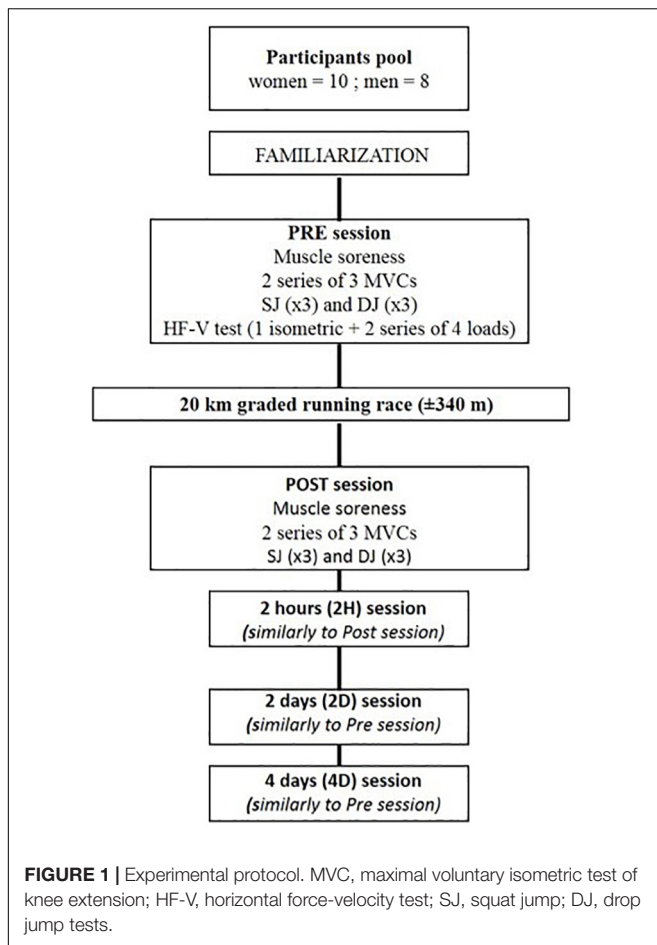 Participants pool
women = 10 ; men = 8
FAMILIARIZATION
PRE session
Muscle soreness
2 series of 3 MVCs
SJ (x3) and DJ (x3)
HF-V test (1 isometric + 2 series of 4 loads)
20 km graded running race (±340 m)
POST session
Muscle soreness
2 series of 3 MVCs
SJ (x3) and DJ (x3)
2 hours (2H) session
(similarly to Post session)
2 days (2D) session
(similarly to Pre session)
4 days (4D) session
(similarly to Pre session)
FIGURE 1 | Experimental protocol. MVC, maximal voluntary isometric test of
knee extension; HF-V, horizontal force-velocity test; SJ, squat jump; DJ, drop
jump tests.